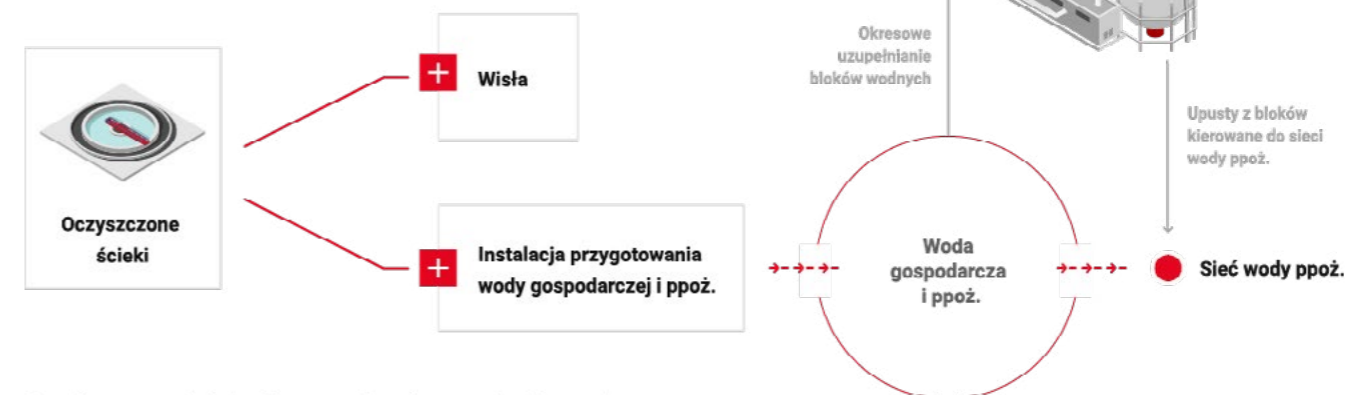 Okresowe
uzupełnianie
bloków wodnych
Wisła
Upusty z bloków
kierowane do sieci
wody ppoż.
Oczyszczone
ścieki
Instalacja przygotowania
wody gospodarczej i ppoż.
Woda
gospodarcza
i ppoż.
Sieć wody ppoż.